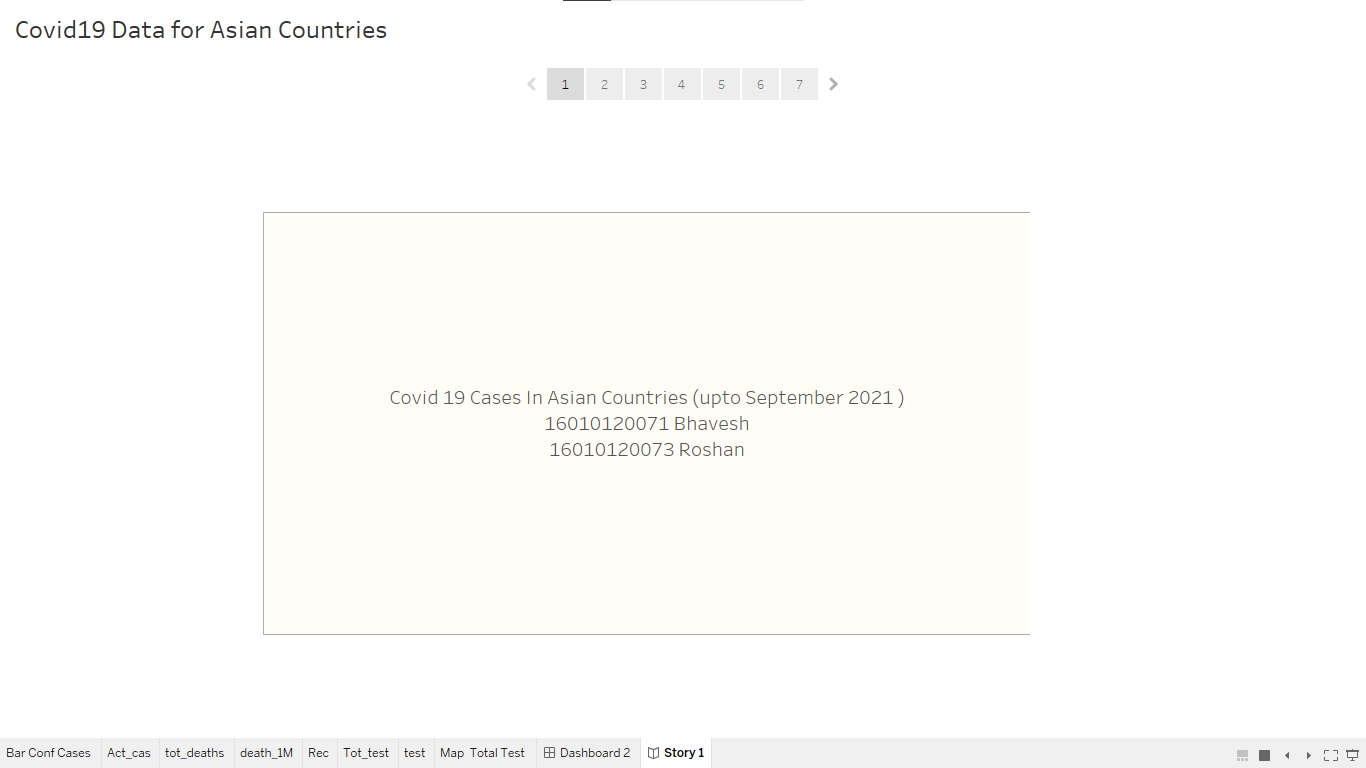 Covid19 Data for Asian Countries
1 2 3 4 5 6 7
Covid 19 Cases In Asian Countries (upto September 2021 )
16010120071 Bhavesh
16010120073 Roshan
Bar Conf Cases Act_cas tot_deaths death_1M Rec Tot_test test Map Total Test Dashboard 2 Story 1